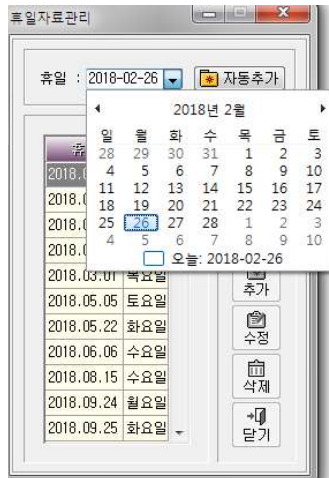 휴일자료관리
휴일 : 2018-02-26 자동추가
2018년 2월
일 월 화 수 목 금 토
28 29 30 31 1 2 3
4 5 6 7 8 9 10
11 12 13 14 15 16 17
18 19 20 21 22 23 24
25 26 27 28 1 2 3
4 5 6 7 8 9 10
오늘: 2018-02-26
2018.03.01 목요일
추가
2018.05.05 토요일
2018.05.22 화요일
수정
2018.06.06 수요일
2018.08.15 수요일
삭제
2018.09.24 월요일
2018.09.25 화요일
닫기